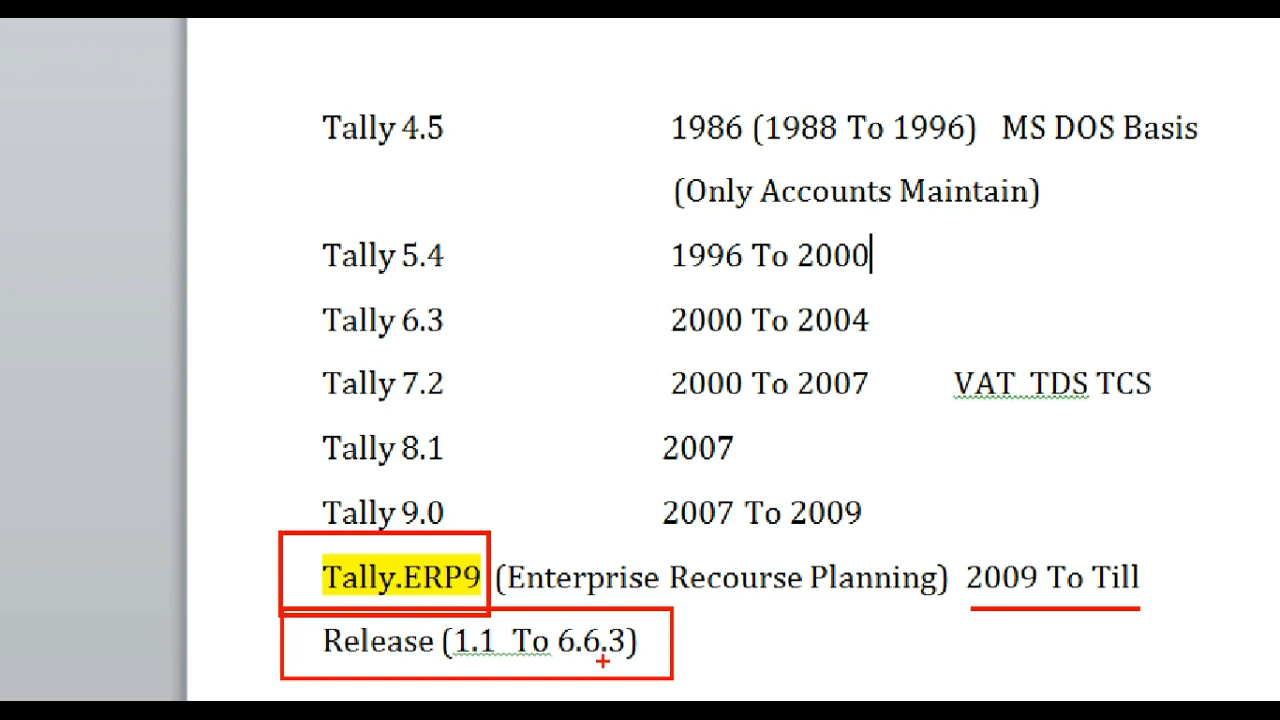 Tally 4.5 1986 (1988 To 1996) MS DOS Basis
(Only Accounts Maintain)
Tally 5.4 1996 To 2000
Tally 6.3 2000 To 2004
Tally 7.2 2000 To 2007 VAT TDS TCS
Tally 8.1 2007
Tally 9.0 2007 To 2009
Tally.ERP9 (Enterprise Recourse Planning) 2009 To Till
Release (1.1 To 6.6.3)